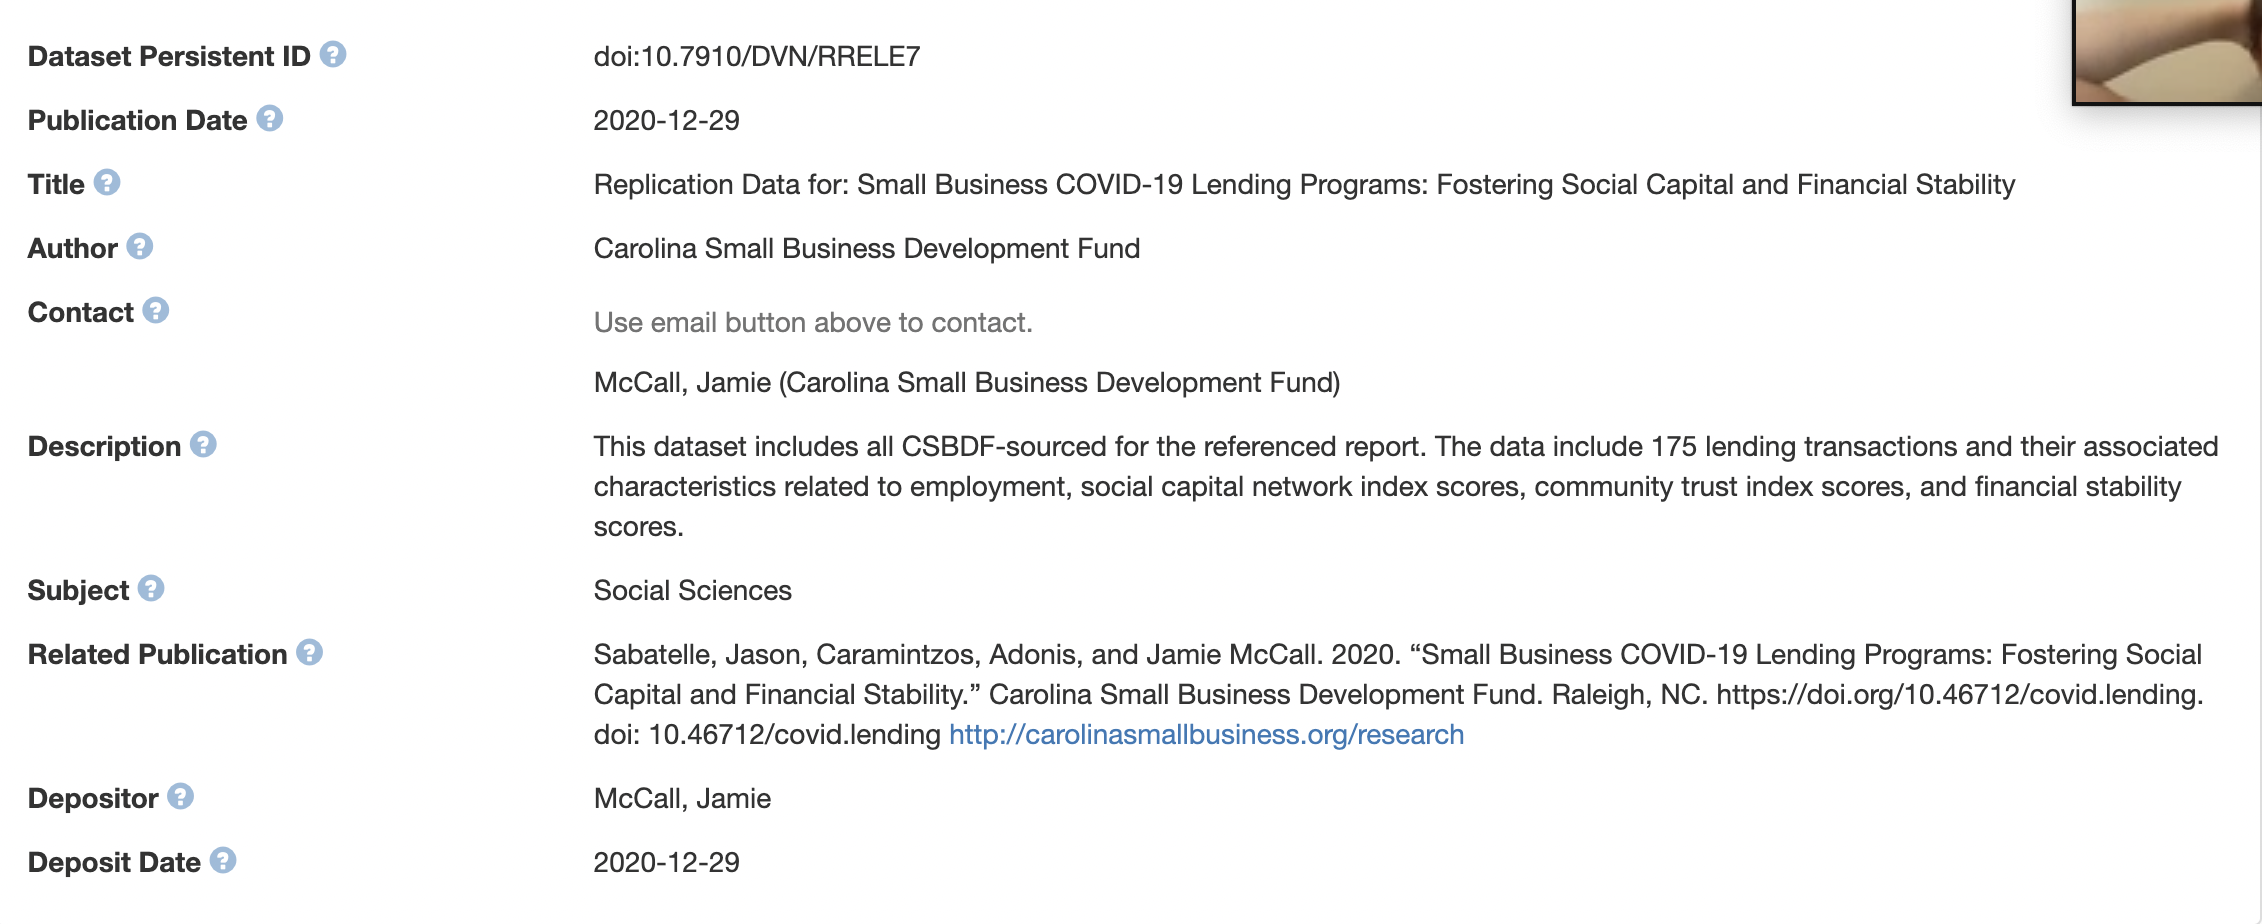 Dataset Persistent ID doi:10.7910/DVN/RRELE7
Publication Date 2020-12-29
Title Replication Data for: Small Business COVID-19 Lending Programs: Fostering Social Capital and Financial Stability
Author Carolina Small Business Development Fund
Contact Use email button above to contact.
McCall, Jamie (Carolina Small Business Development Fund)
Description This dataset includes all CSBDF-sourced for the referenced report. The data include 175 lending transactions and their associated
characteristics related to employment, social capital network index scores, community trust index scores, and financial stability
scores.
Subject Social Sciences
Related Publication Sabatelle, Jason, Caramintzos, Adonis, and Jamie McCall. 2020. “Small Business COVID-19 Lending Programs: Fostering Social
Capital and Financial Stability.” Carolina Small Business Development Fund. Raleigh, NC. https://doi.org/10.46712/covid.lending.
doi: 10.46712/covid.lending http://carolinasmallbusiness.org/research
Depositor McCall, Jamie
Deposit Date 2020-12-29